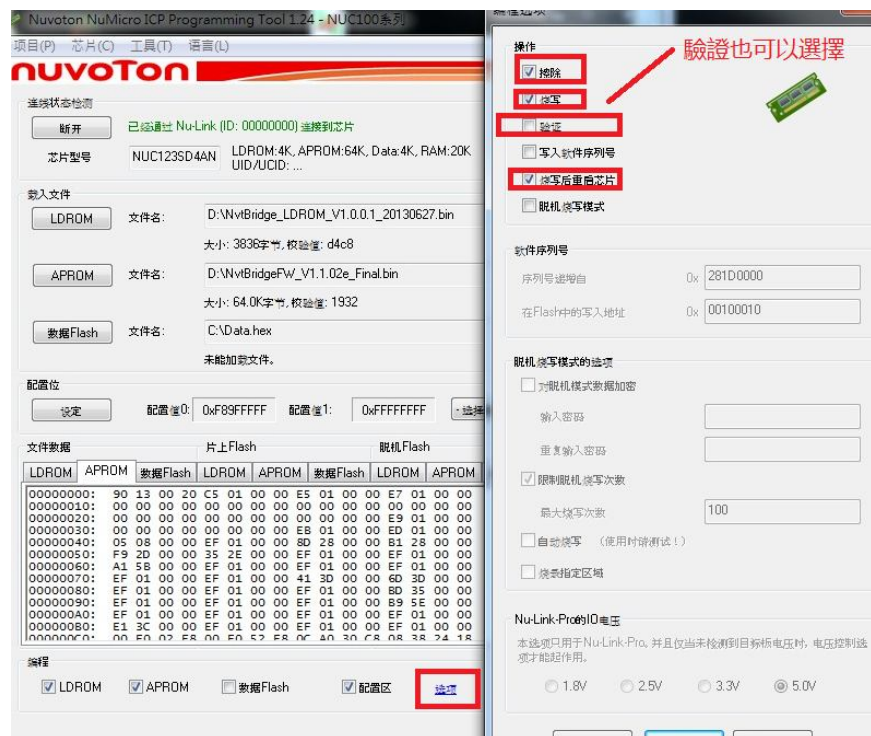 Nuvoton NuMicro ICP Programming Tool 1.24 - NUC100系列
项目(P) 芯片(C) 工具(T) 语言(L)
nuvoTon
连线状态检测
断开 已经通过 Nu-Link (ID: 00000000) 连接到芯片
芯片型号 NUC123SD4AN LDROM:4K, APROM:64K, Data:4K, RAM:20K
UID/UCID: ...
载入文件
LDROM 文件名: D:\NvtBridge_LDROM_V1.0.0.1_20130627.bin
大小: 3836字节, 校验值: d4c8
APROM 文件名: D:\NvtBridgeFW_V1.1.02e_Final.bin
大小: 64.0K字节, 校验值: 1932
数据Flash 文件名: C:\Data.hex
未能加载文件。
配置位
设定 配置值0: 0xF89FFFFF 配置值1: 0xFFFFFFFF
文件数据 片上Flash 脱机Flash
LDROM APROM 数据Flash LDROM APROM 数据Flash LDROM APROM
00000000: 90 13 00 20 C5 01 00 00 E5 01 00 00 E7 01 00 00
00000010: 00 00 00 00 00 00 00 00 00 00 00 00 00 00 00 00
00000020: 00 00 00 00 00 00 00 00 00 00 00 00 E9 01 00 00
00000030: 00 00 00 00 00 00 00 00 EB 01 00 00 ED 01 00 00
00000040: 05 08 00 00 EF 01 00 00 8D 28 00 00 B1 28 00 00
00000050: F9 2D 00 00 35 2E 00 00 EF 01 00 00 EF 01 00 00
00000060: A1 5B 00 00 EF 01 00 00 EF 01 00 00 EF 01 00 00
00000070: EF 01 00 00 EF 01 00 00 41 3D 00 00 6D 3D 00 00
00000080: EF 01 00 00 EF 01 00 00 EF 01 00 00 BD 35 00 00
00000090: EF 01 00 00 EF 01 00 00 EF 01 00 00 B9 5E 00 00
000000A0: EF 01 00 00 EF 01 00 00 EF 01 00 00 EF 01 00 00
000000B0: E1 3C 00 00 EF 01 00 00 EF 01 00 00 EF 01 00 00
编程
LDROM APROM 数据Flash 配置区 选项
编程选项
操作
驗證也可以選擇
擦除
烧写
验证
写入软件序列号
烧写后重启芯片
脱机烧写模式
软件序列号
序列号递增自 0x 281D0000
在Flash中的写入地址 0x 00100010
脱机烧写模式的选项
对脱机模式数据加密
输入密码
重复输入密码
限制脱机烧写次数
最大烧写次数 100
自动烧写 (使用时请测试!)
烧录指定区域
Nu-Link-Pro的IO电压
本选项只用于Nu-Link-Pro, 并且仅当未检测到目标板电压时, 电压控制选
项才能起作用。
1.8V 2.5V 3.3V 5.0V